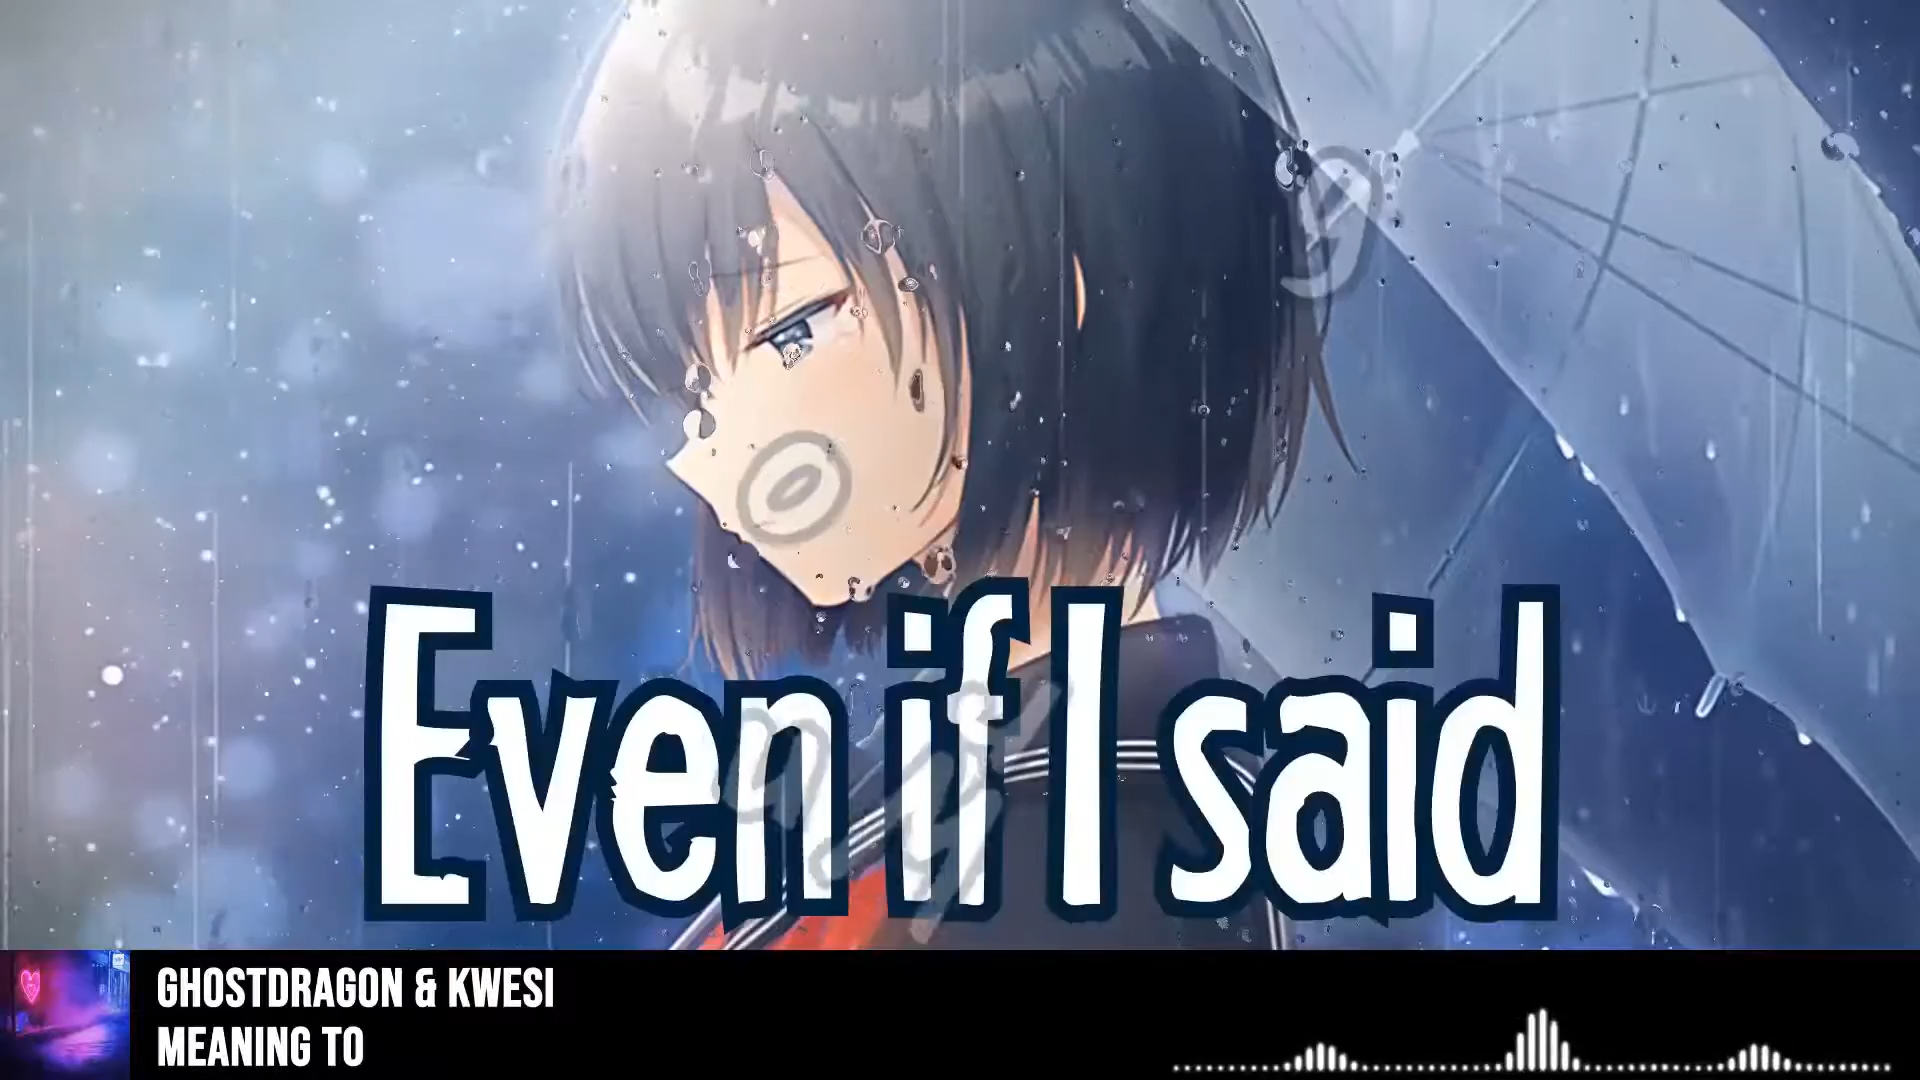 Even if I said
GHOSTDRAGON & KWESI
MEANING TO